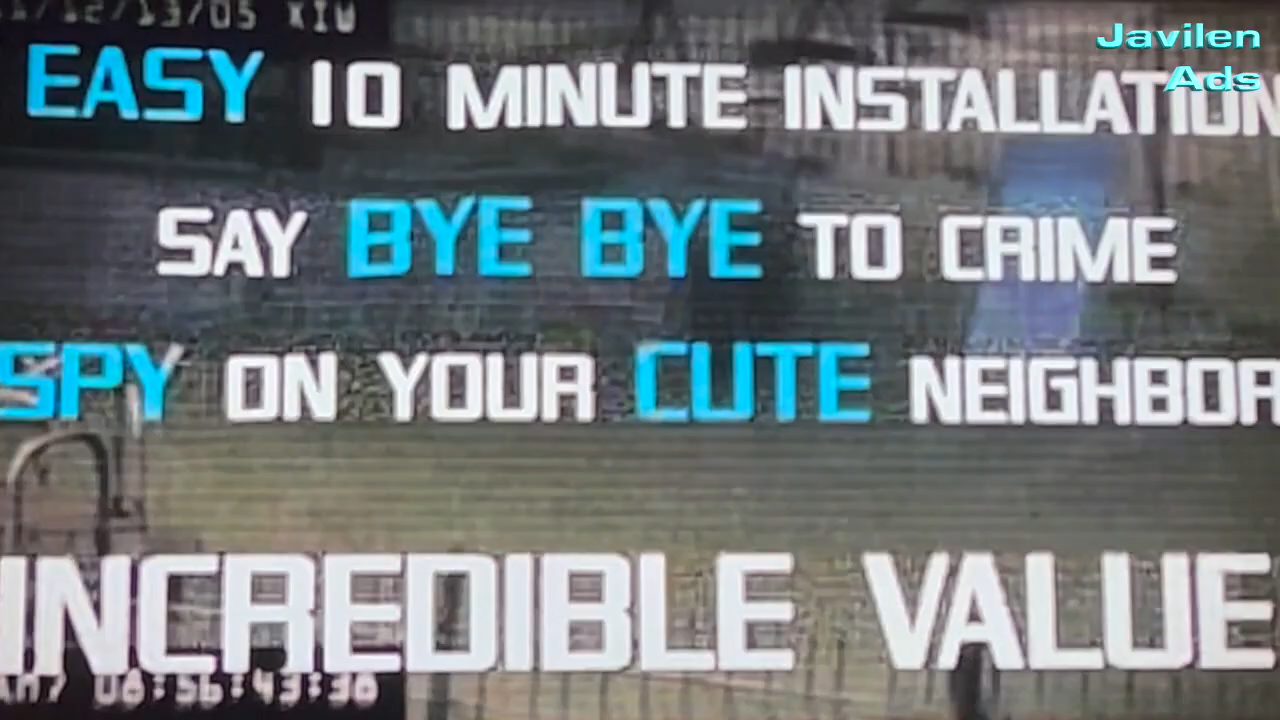 Javilen
Ads
EASY 10 MINUTE INSTALLATION
SAY BYE BYE TO CRIME
SPY ON YOUR CUTE NEIGHBOR
INCREDIBLE VALUE